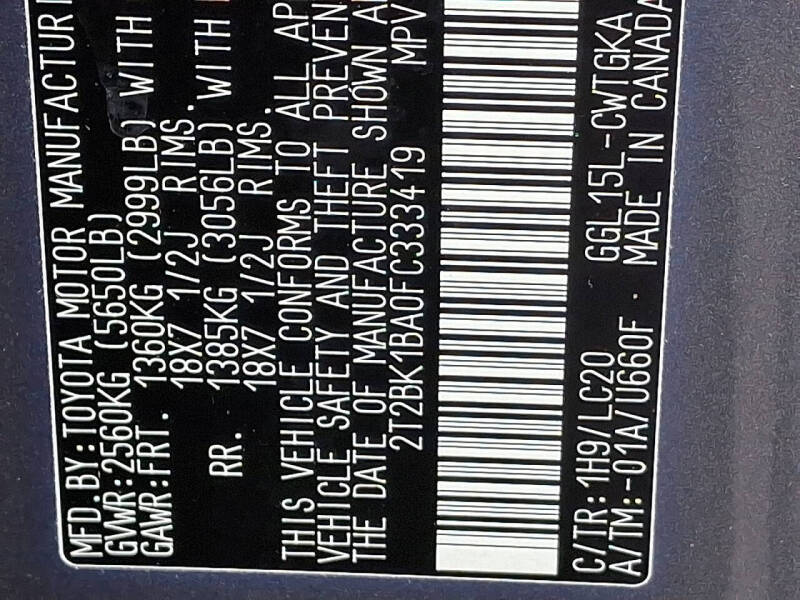 MFD.BY:TOYOTA MOTOR MANUFACTUR
GVWR:2560KG (5650LB)
GAWR:FRT. 1360KG (2999LB) WITH
18X7 1/2J RIMS.
RR. 1385KG (3056LB) WITH
18X7 1/2J RIMS.
THIS VEHICLE CONFORMS TO ALL AP
VEHICLE SAFETY AND THEFT PREVEN
THE DATE OF MANUFACTURE SHOWN A
2T2BK1BA0FC333419 MPV
C/TR:1H9/LC20 GGL15L-CWTGKA
A/TM:-01A/U660F · MADE IN CANADA